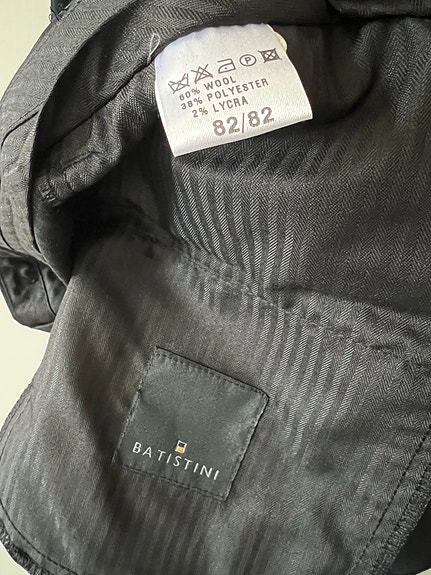 60% WOOL
38% POLYESTER
2% LYCRA
82/82
BATISTINI